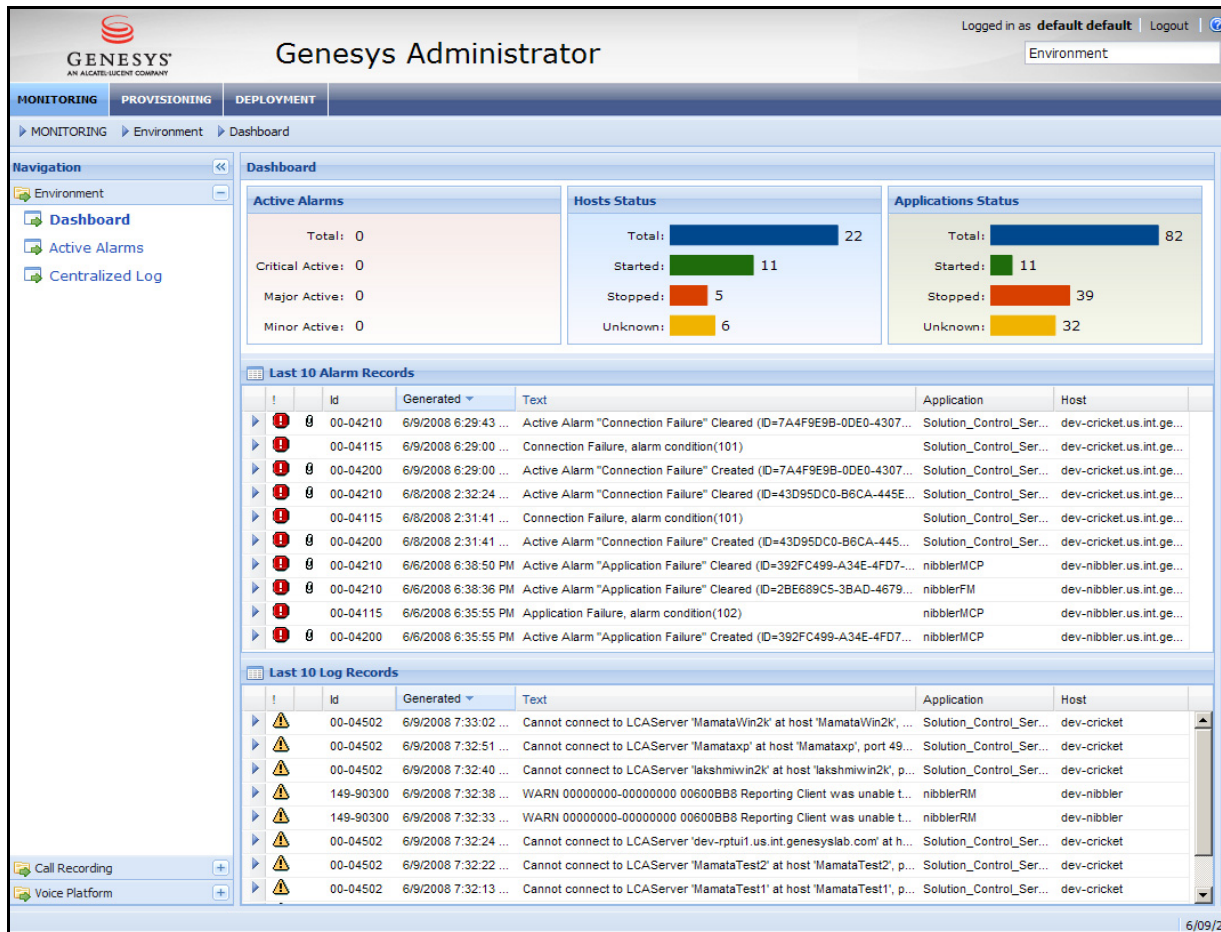 Logged in as default default Logout
GENESYS
AN ALCATEL-LUCENT COMPANY
Genesys Administrator
Environment
MONITORING PROVISIONING DEPLOYMENT
MONITORING Environment Dashboard
Navigation
Environment
Dashboard
Active Alarms
Centralized Log
Call Recording
Voice Platform
Dashboard
Active Alarms
Total: 0
Critical Active: 0
Major Active: 0
Minor Active: 0
Hosts Status
Total: 22
Started: 11
Stopped: 5
Unknown: 6
Applications Status
Total: 82
Started: 11
Stopped: 39
Unknown: 32
Last 10 Alarm Records
! Id Generated Text Application Host
00-04210 6/9/2008 6:29:43 ... Active Alarm "Connection Failure" Cleared (ID=7A4F9E9B-0DE0-4307... Solution_Control_Ser... dev-cricket.us.int.ge...
00-04115 6/9/2008 6:29:00 ... Connection Failure, alarm condition(101) Solution_Control_Ser... dev-cricket.us.int.ge...
00-04200 6/9/2008 6:29:00 ... Active Alarm "Connection Failure" Created (ID=7A4F9E9B-0DE0-4307... Solution_Control_Ser... dev-cricket.us.int.ge...
00-04210 6/8/2008 2:32:24 ... Active Alarm "Connection Failure" Cleared (ID=43D95DC0-B6CA-445E... Solution_Control_Ser... dev-cricket.us.int.ge...
00-04115 6/8/2008 2:31:41 ... Connection Failure, alarm condition(101) Solution_Control_Ser... dev-cricket.us.int.ge...
00-04200 6/8/2008 2:31:41 ... Active Alarm "Connection Failure" Created (ID=43D95DC0-B6CA-445... Solution_Control_Ser... dev-cricket.us.int.ge...
00-04210 6/6/2008 6:38:50 PM Active Alarm "Application Failure" Cleared (ID=392FC499-A34E-4FD7-... nibblerMCP dev-nibbler.us.int.ge...
00-04210 6/6/2008 6:38:36 PM Active Alarm "Application Failure" Cleared (ID=2BE689C5-3BAD-4679... nibblerFM dev-nibbler.us.int.ge...
00-04115 6/6/2008 6:35:55 PM Application Failure, alarm condition(102) nibblerMCP dev-nibbler.us.int.ge...
00-04200 6/6/2008 6:35:55 PM Active Alarm "Application Failure" Created (ID=392FC499-A34E-4FD7... nibblerMCP dev-nibbler.us.int.ge...
Last 10 Log Records
! Id Generated Text Application Host
00-04502 6/9/2008 7:33:02 ... Cannot connect to LCAServer 'MamataWin2k' at host 'MamataWin2k', ... Solution_Control_Ser... dev-cricket
00-04502 6/9/2008 7:32:51 ... Cannot connect to LCAServer 'Mamataxp' at host 'Mamataxp', port 49... Solution_Control_Ser... dev-cricket
00-04502 6/9/2008 7:32:40 ... Cannot connect to LCAServer 'lakshmiwin2k' at host 'lakshmiwin2k', p... Solution_Control_Ser... dev-cricket
149-90300 6/9/2008 7:32:38 ... WARN 00000000-00000000 00600BB8 Reporting Client was unable t... nibblerRM dev-nibbler
149-90300 6/9/2008 7:32:33 ... WARN 00000000-00000000 00600BB8 Reporting Client was unable t... nibblerRM dev-nibbler
00-04502 6/9/2008 7:32:24 ... Cannot connect to LCAServer 'dev-rptui1.us.int.genesyslab.com' at h... Solution_Control_Ser... dev-cricket
00-04502 6/9/2008 7:32:22 ... Cannot connect to LCAServer 'MamataTest2' at host 'MamataTest2', p... Solution_Control_Ser... dev-cricket
00-04502 6/9/2008 7:32:13 ... Cannot connect to LCAServer 'MamataTest1' at host 'MamataTest1', p... Solution_Control_Ser... dev-cricket
6/09/2